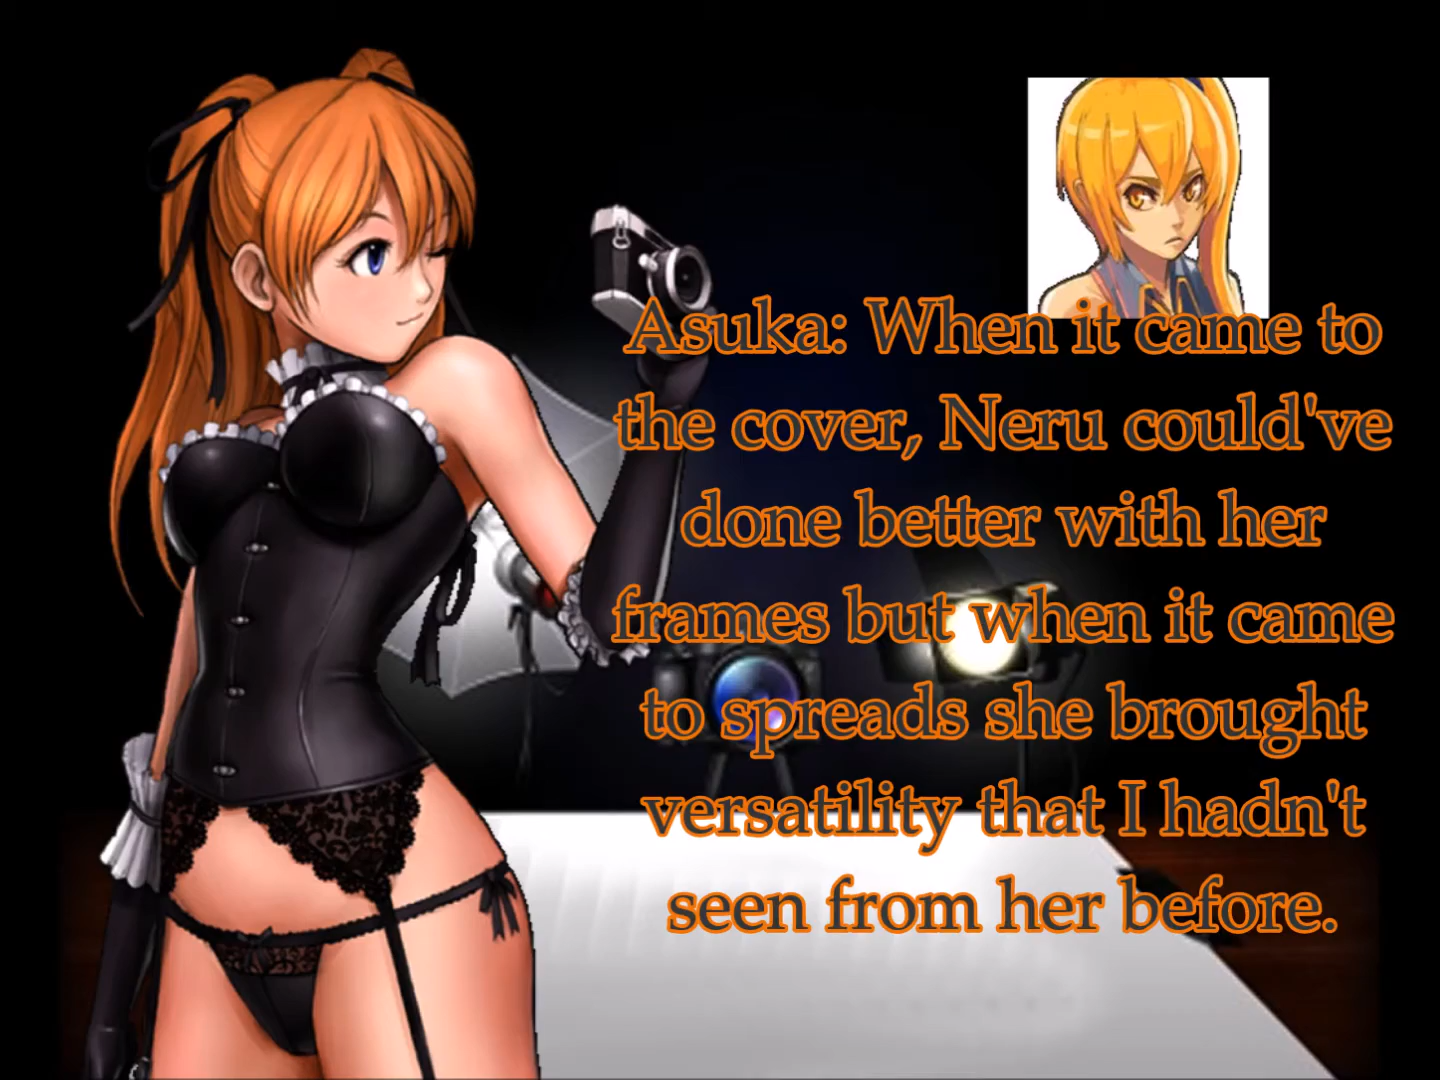 Asuka: When it came to
the cover, Neru could've
done better with her
frames but when it came
to spreads she brought
versatility that I hadn't
seen from her before.